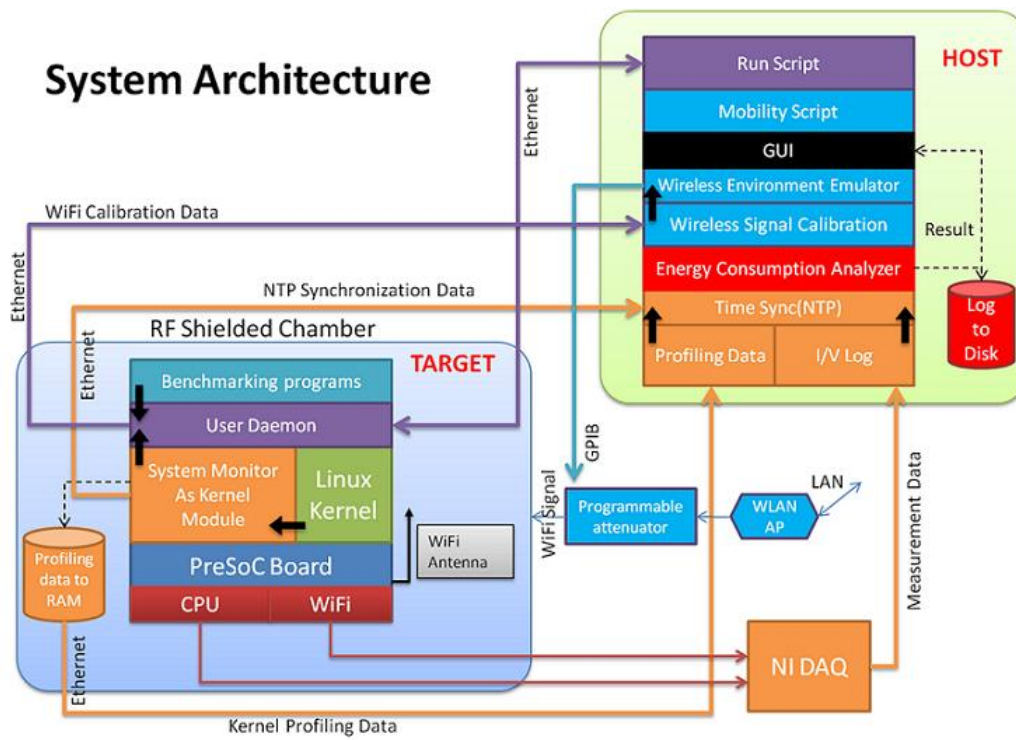 System Architecture
HOST
Run Script
Mobility Script
GUI
Wireless Environment Emulator
Wireless Signal Calibration
Energy Consumption Analyzer
Time Sync(NTP)
Profiling Data
I/V Log
Result
Log
to
Disk
Ethernet
WiFi Calibration Data
Ethernet
NTP Synchronization Data
RF Shielded Chamber
Ethernet
TARGET
Benchmarking programs
User Daemon
System Monitor
As Kernel
Module
Linux
Kernel
PreSoC Board
CPU
WiFi
WiFi
Antenna
Profiling
data to
RAM
Ethernet
Kernel Profiling Data
GPIB
WiFi Signal
Programmable
attenuator
WLAN
AP
LAN
Measurement Data
NI DAQ